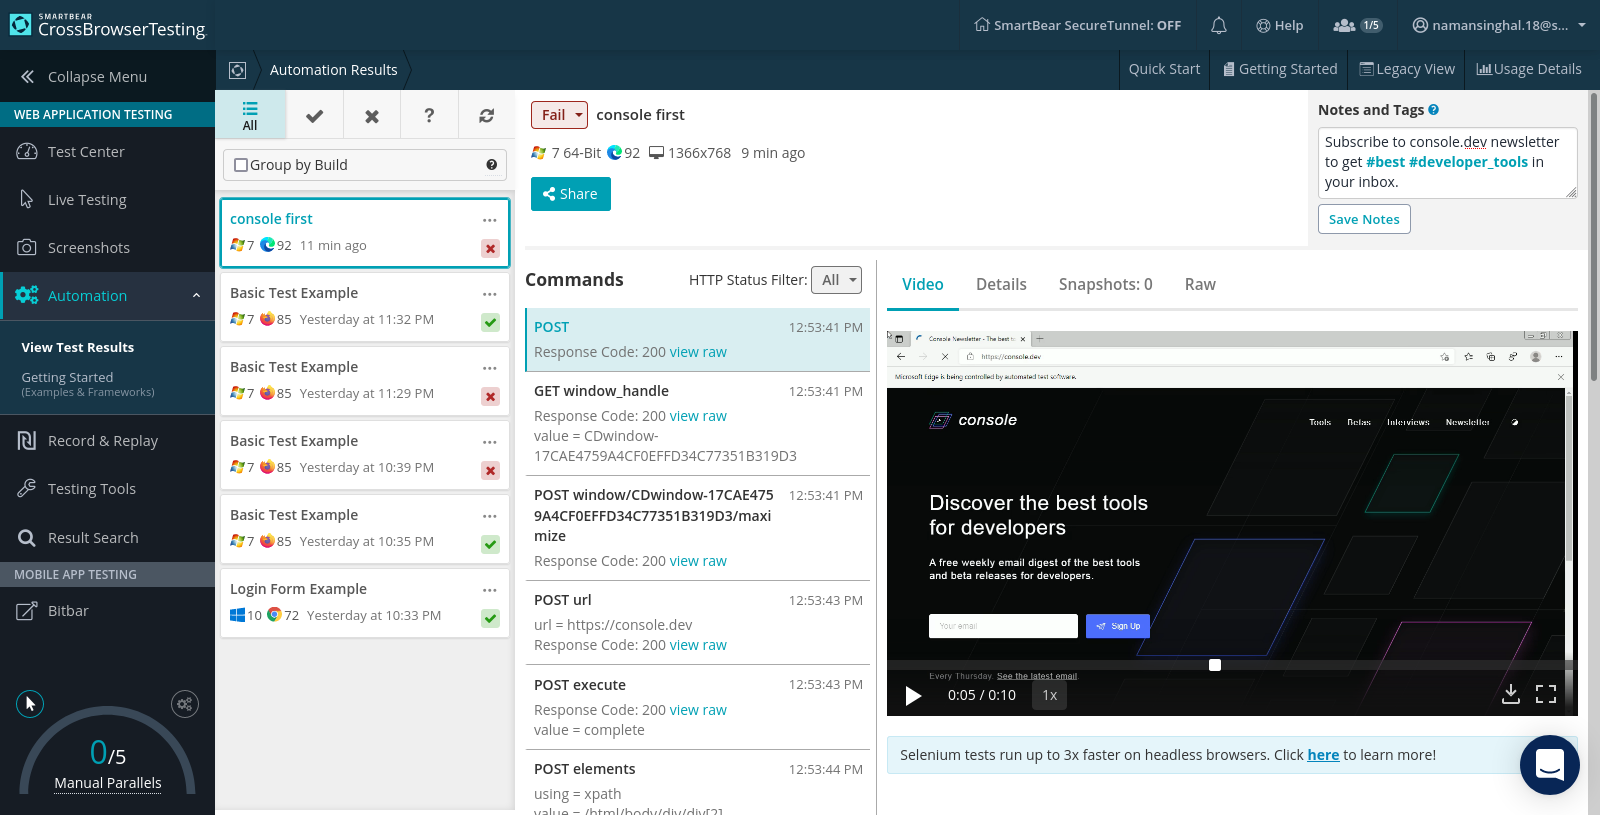 SMARTBEAR
CrossBrowserTesting
SmartBear SecureTunnel: OFF
Help
1/5
namansinghal.18@s...
Collapse Menu
Automation Results
Quick Start
Getting Started
Legacy View
Usage Details
WEB APPLICATION TESTING
Test Center
Live Testing
Screenshots
Automation
View Test Results
Getting Started
(Examples & Frameworks)
Record & Replay
Testing Tools
Result Search
MOBILE APP TESTING
Bitbar
0/5
Manual Parallels
All
?
Group by Build
console first
7 92 11 min ago
Basic Test Example
7 85 Yesterday at 11:32 PM
Basic Test Example
7 85 Yesterday at 11:29 PM
Basic Test Example
7 85 Yesterday at 10:39 PM
Basic Test Example
7 85 Yesterday at 10:35 PM
Login Form Example
10 72 Yesterday at 10:33 PM
Fail console first
7 64-Bit 92 1366x768 9 min ago
Share
Notes and Tags ?
Subscribe to console.dev newsletter
to get #best #developer_tools in
your inbox.
Save Notes
Commands
HTTP Status Filter: All
POST 12:53:41 PM
Response Code: 200 view raw
GET window_handle 12:53:41 PM
Response Code: 200 view raw
value = CDwindow-
17CAE4759A4CF0EFFD34C77351B319D3
POST window/CDwindow-17CAE475 12:53:41 PM
9A4CF0EFFD34C77351B319D3/maxi
mize
Response Code: 200 view raw
POST url 12:53:43 PM
url = https://console.dev
Response Code: 200 view raw
POST execute 12:53:43 PM
Response Code: 200 view raw
value = complete
POST elements 12:53:44 PM
using = xpath
value = /html/body/div/div[2]
Video
Details
Snapshots: 0
Raw
Console Newsletter - The best t
https://console.dev
Microsoft Edge is being controlled by automated test software.
console
Tools
Betas
Interviews
Newsletter
Discover the best tools
for developers
A free weekly email digest of the best tools
and beta releases for developers.
Your email
Sign Up
Every Thursday. See the latest email.
0:05 / 0:10
1x
Selenium tests run up to 3x faster on headless browsers. Click here to learn more!